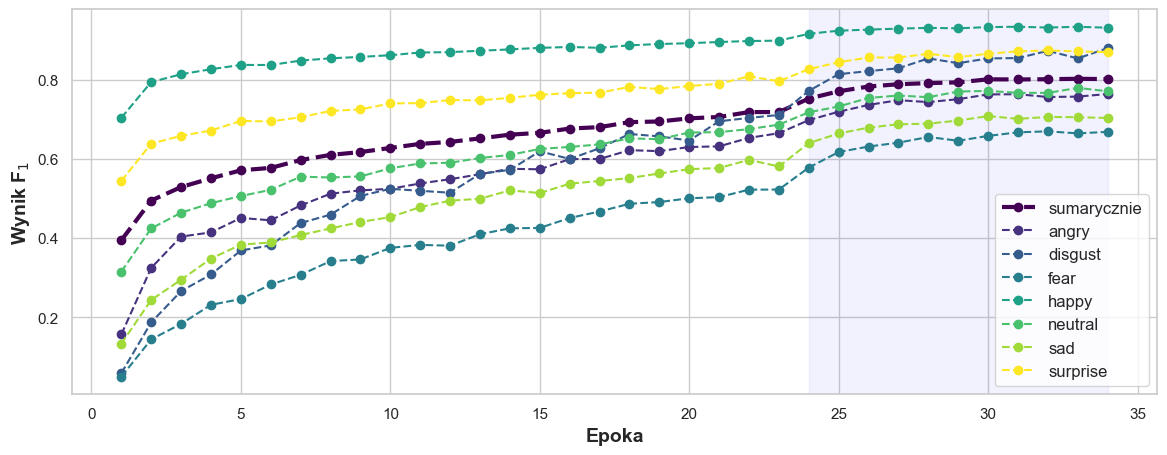 Wynik F1
0.8
0.6
0.4
0.2
0 5 10 15 20 25 30 35
Epoka
sumarycznie
angry
disgust
fear
happy
neutral
sad
surprise